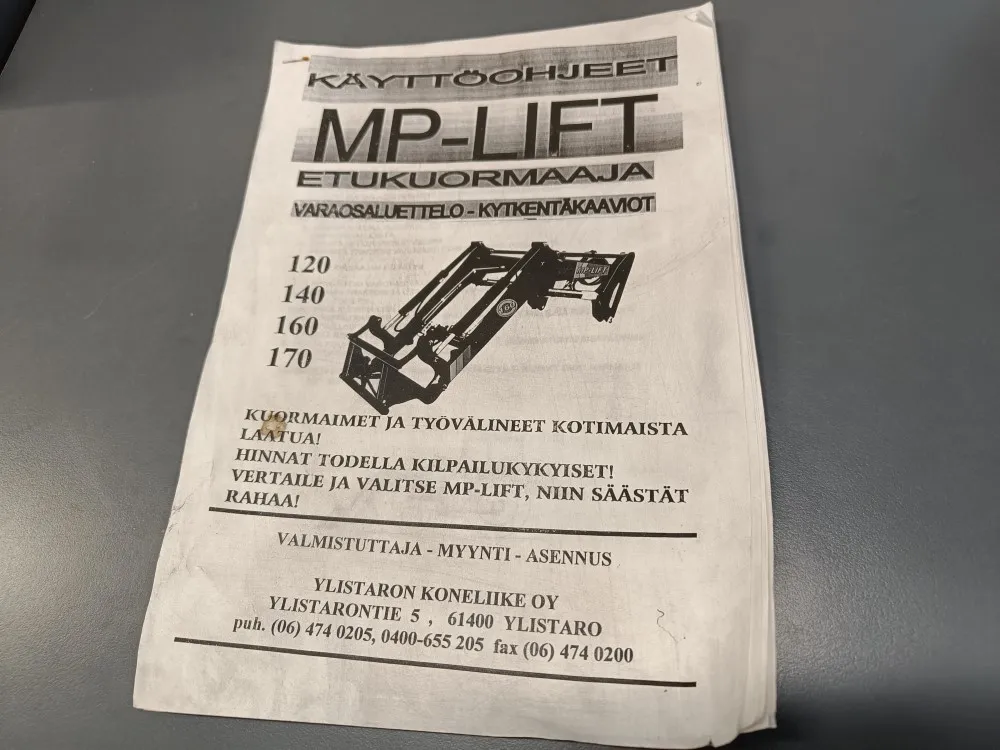 KÄYTTÖOHJEET
MP-LIFT
ETUKUORMAAJA
VARAOSALUETTELO - KYTKENTÄKAAVIOT
120
140
160
170
MP-LIFT
KUORMAIMET JA TYÖVÄLINEET KOTIMAISTA
LAATUA!
HINNAT TODELLA KILPAILUKYKYISET!
VERTAILE JA VALITSE MP-LIFT, NIIN SÄÄSTÄT
RAHAA!
VALMISTUTTAJA - MYYNTI - ASENNUS
YLISTARON KONELIIKE OY
YLISTARONTIE 5 , 61400 YLISTARO
puh. (06) 474 0205, 0400-655 205 fax (06) 474 0200